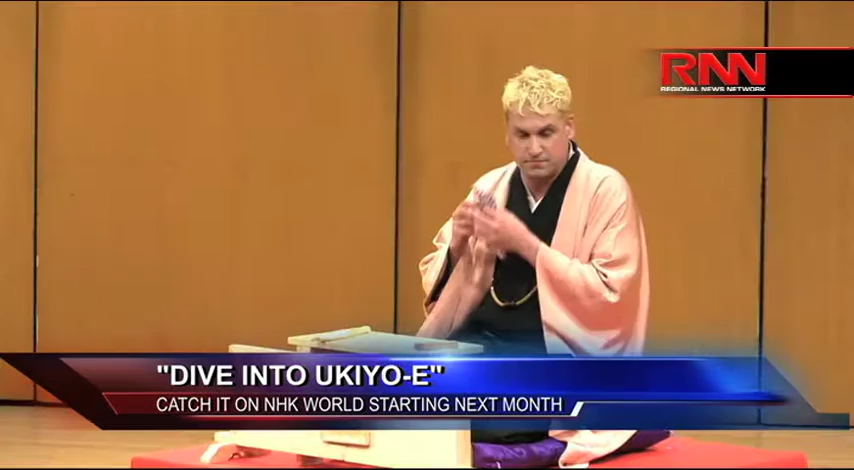 RNN
REGIONAL NEWS NETWORK
"DIVE INTO UKIYO-E"
CATCH IT ON NHK WORLD STARTING NEXT MONTH